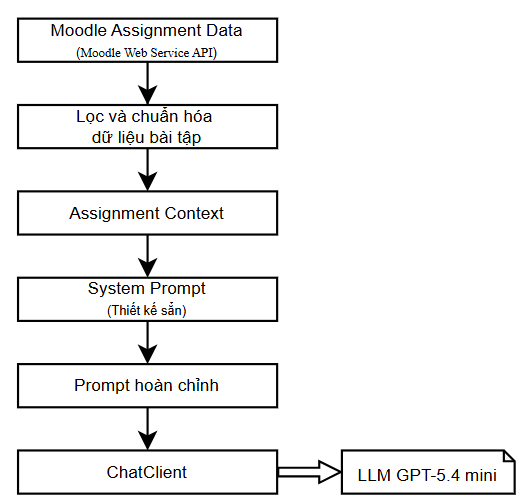 Moodle Assignment Data
(Moodle Web Service API)
Lọc và chuẩn hóa
dữ liệu bài tập
Assignment Context
System Prompt
(Thiết kế sẳn)
Prompt hoàn chỉnh
ChatClient
LLM GPT-5.4 mini